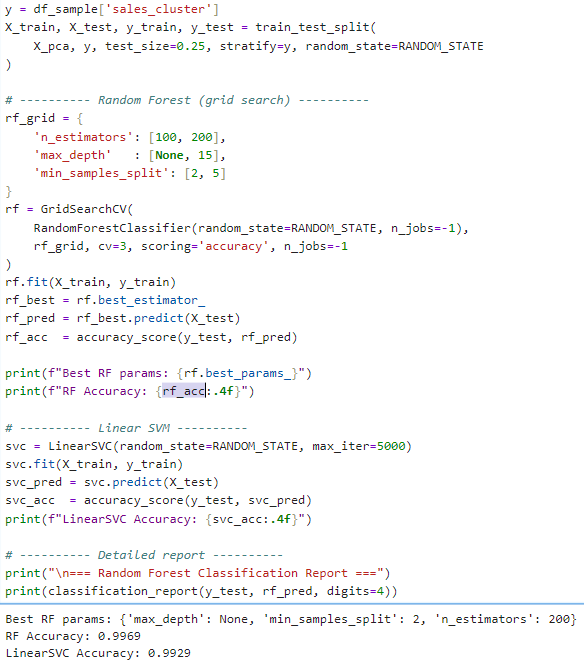 y = df_sample['sales_cluster']
X_train, X_test, y_train, y_test = train_test_split(
    X_pca, y, test_size=0.25, stratify=y, random_state=RANDOM_STATE
)

# ---------- Random Forest (grid search) ----------
rf_grid = {
    'n_estimators': [100, 200],
    'max_depth'   : [None, 15],
    'min_samples_split': [2, 5]
}
rf = GridSearchCV(
    RandomForestClassifier(random_state=RANDOM_STATE, n_jobs=-1),
    rf_grid, cv=3, scoring='accuracy', n_jobs=-1
)
rf.fit(X_train, y_train)
rf_best = rf.best_estimator_
rf_pred = rf_best.predict(X_test)
rf_acc  = accuracy_score(y_test, rf_pred)

print(f"Best RF params: {rf.best_params_}")
print(f"RF Accuracy: {rf_acc:.4f}")

# ---------- Linear SVM ----------
svc = LinearSVC(random_state=RANDOM_STATE, max_iter=5000)
svc.fit(X_train, y_train)
svc_pred = svc.predict(X_test)
svc_acc  = accuracy_score(y_test, svc_pred)
print(f"LinearSVC Accuracy: {svc_acc:.4f}")

# ---------- Detailed report ----------
print("\n=== Random Forest Classification Report ===")
print(classification_report(y_test, rf_pred, digits=4))
Best RF params: {'max_depth': None, 'min_samples_split': 2, 'n_estimators': 200}
RF Accuracy: 0.9969
LinearSVC Accuracy: 0.9929